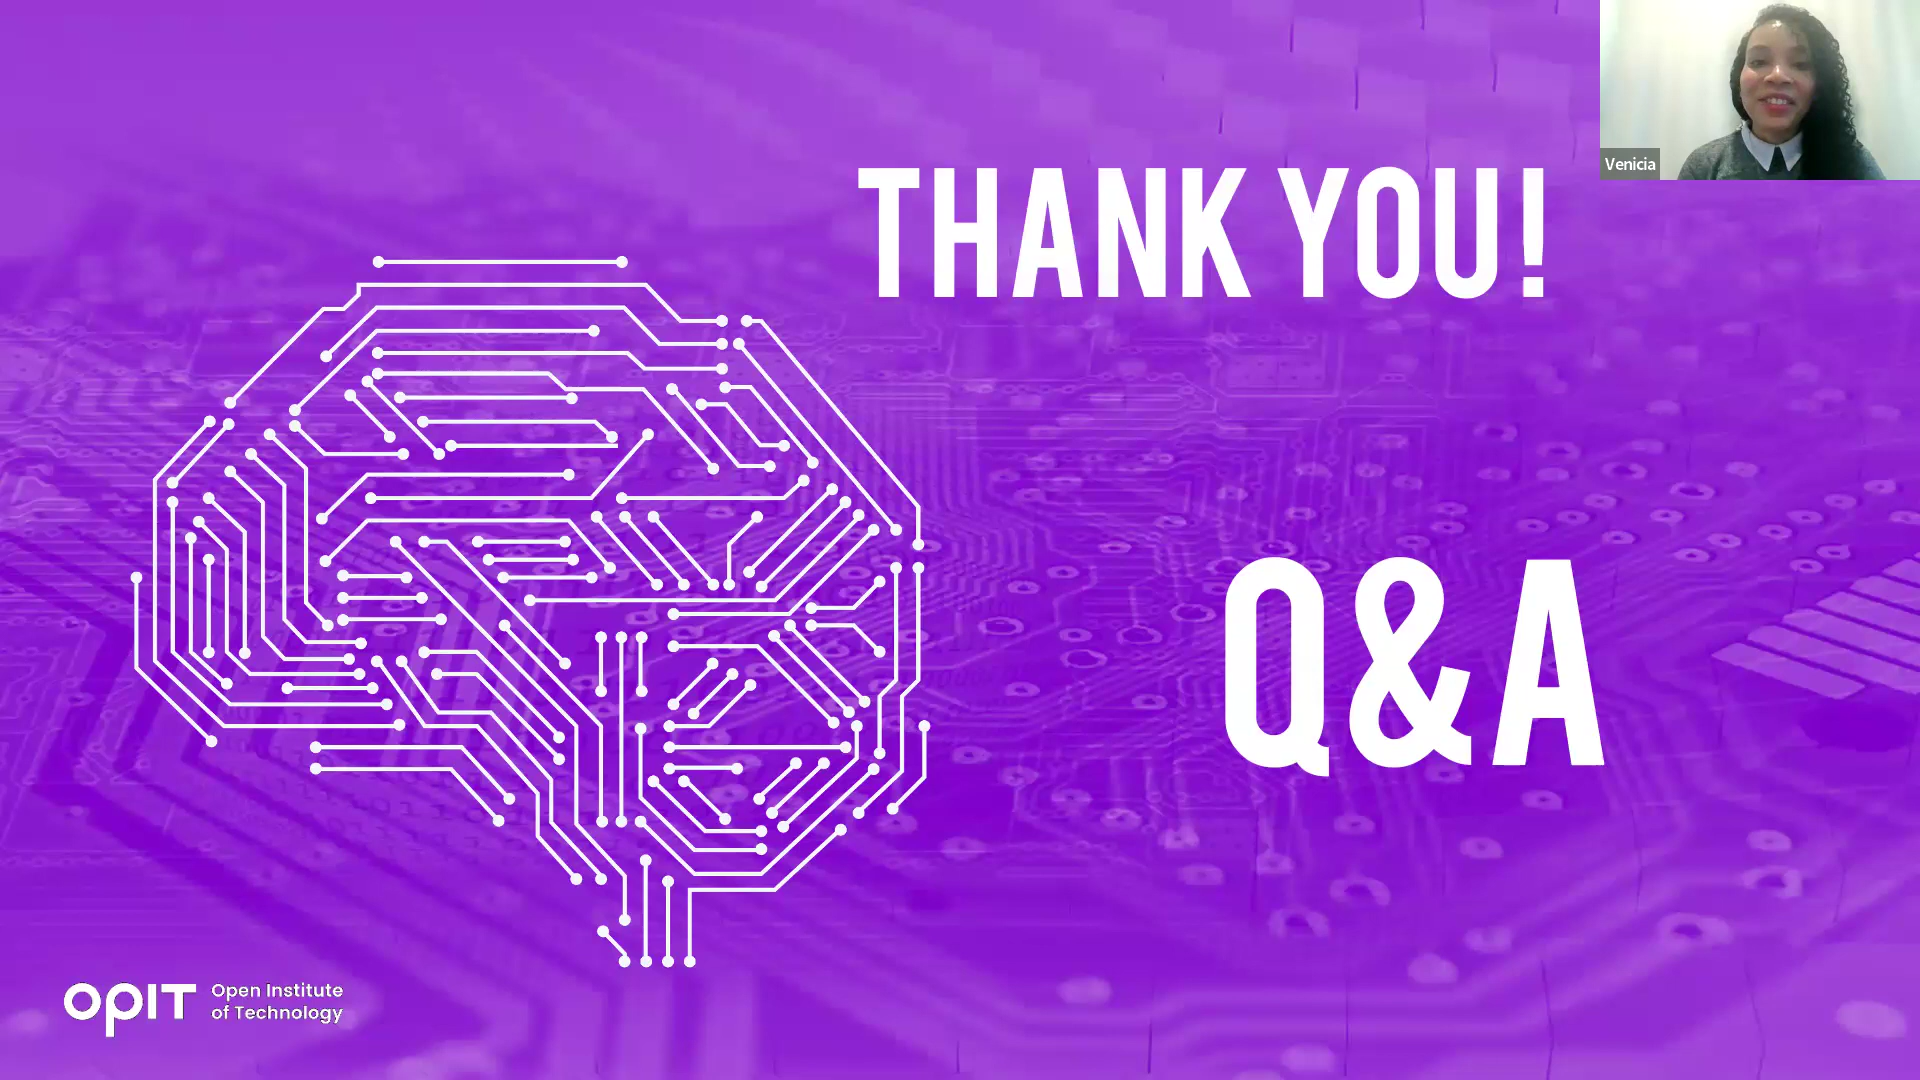 Venicia
THANK YOU!
Q&A
OPIT
Open Institute
of Technology